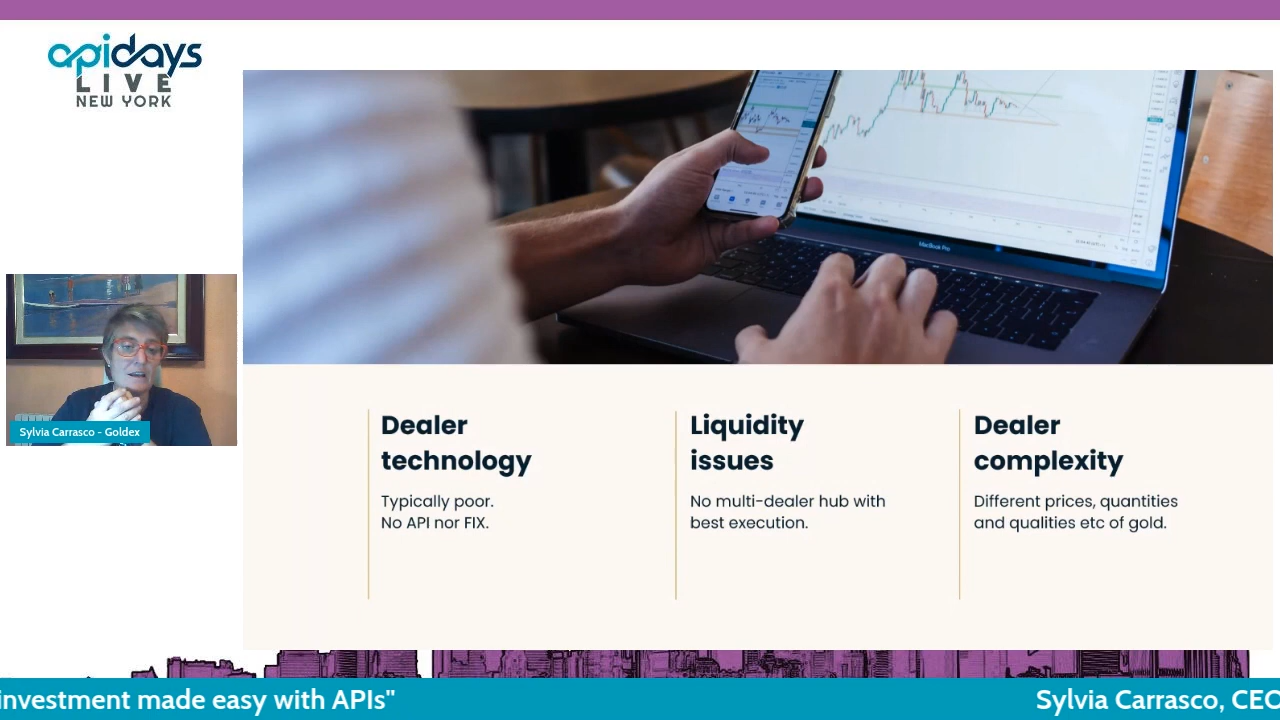 apidays
LIVE
NEW YORK
MacBook Pro
Sylvia Carrasco - Goldex
Dealer
technology
Typically poor.
No API nor FIX.
Liquidity
issues
No multi-dealer hub with
best execution.
Dealer
complexity
Different prices, quantities
and qualities etc of gold.
investment made easy with APIs"
Sylvia Carrasco, CEO